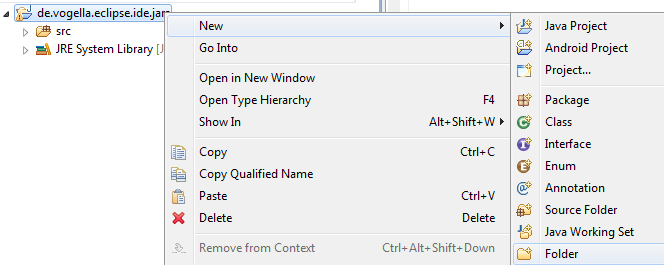 de.vogella.eclipse.ide.jam
src
JRE System Library [J
New
Go Into
Open in New Window
Open Type Hierarchy F4
Show In Alt+Shift+W
Copy Ctrl+C
Copy Qualified Name
Paste Ctrl+V
Delete Delete
Remove from Context Ctrl+Alt+Shift+Down
Java Project
Android Project
Project...
Package
Class
Interface
Enum
Annotation
Source Folder
Java Working Set
Folder